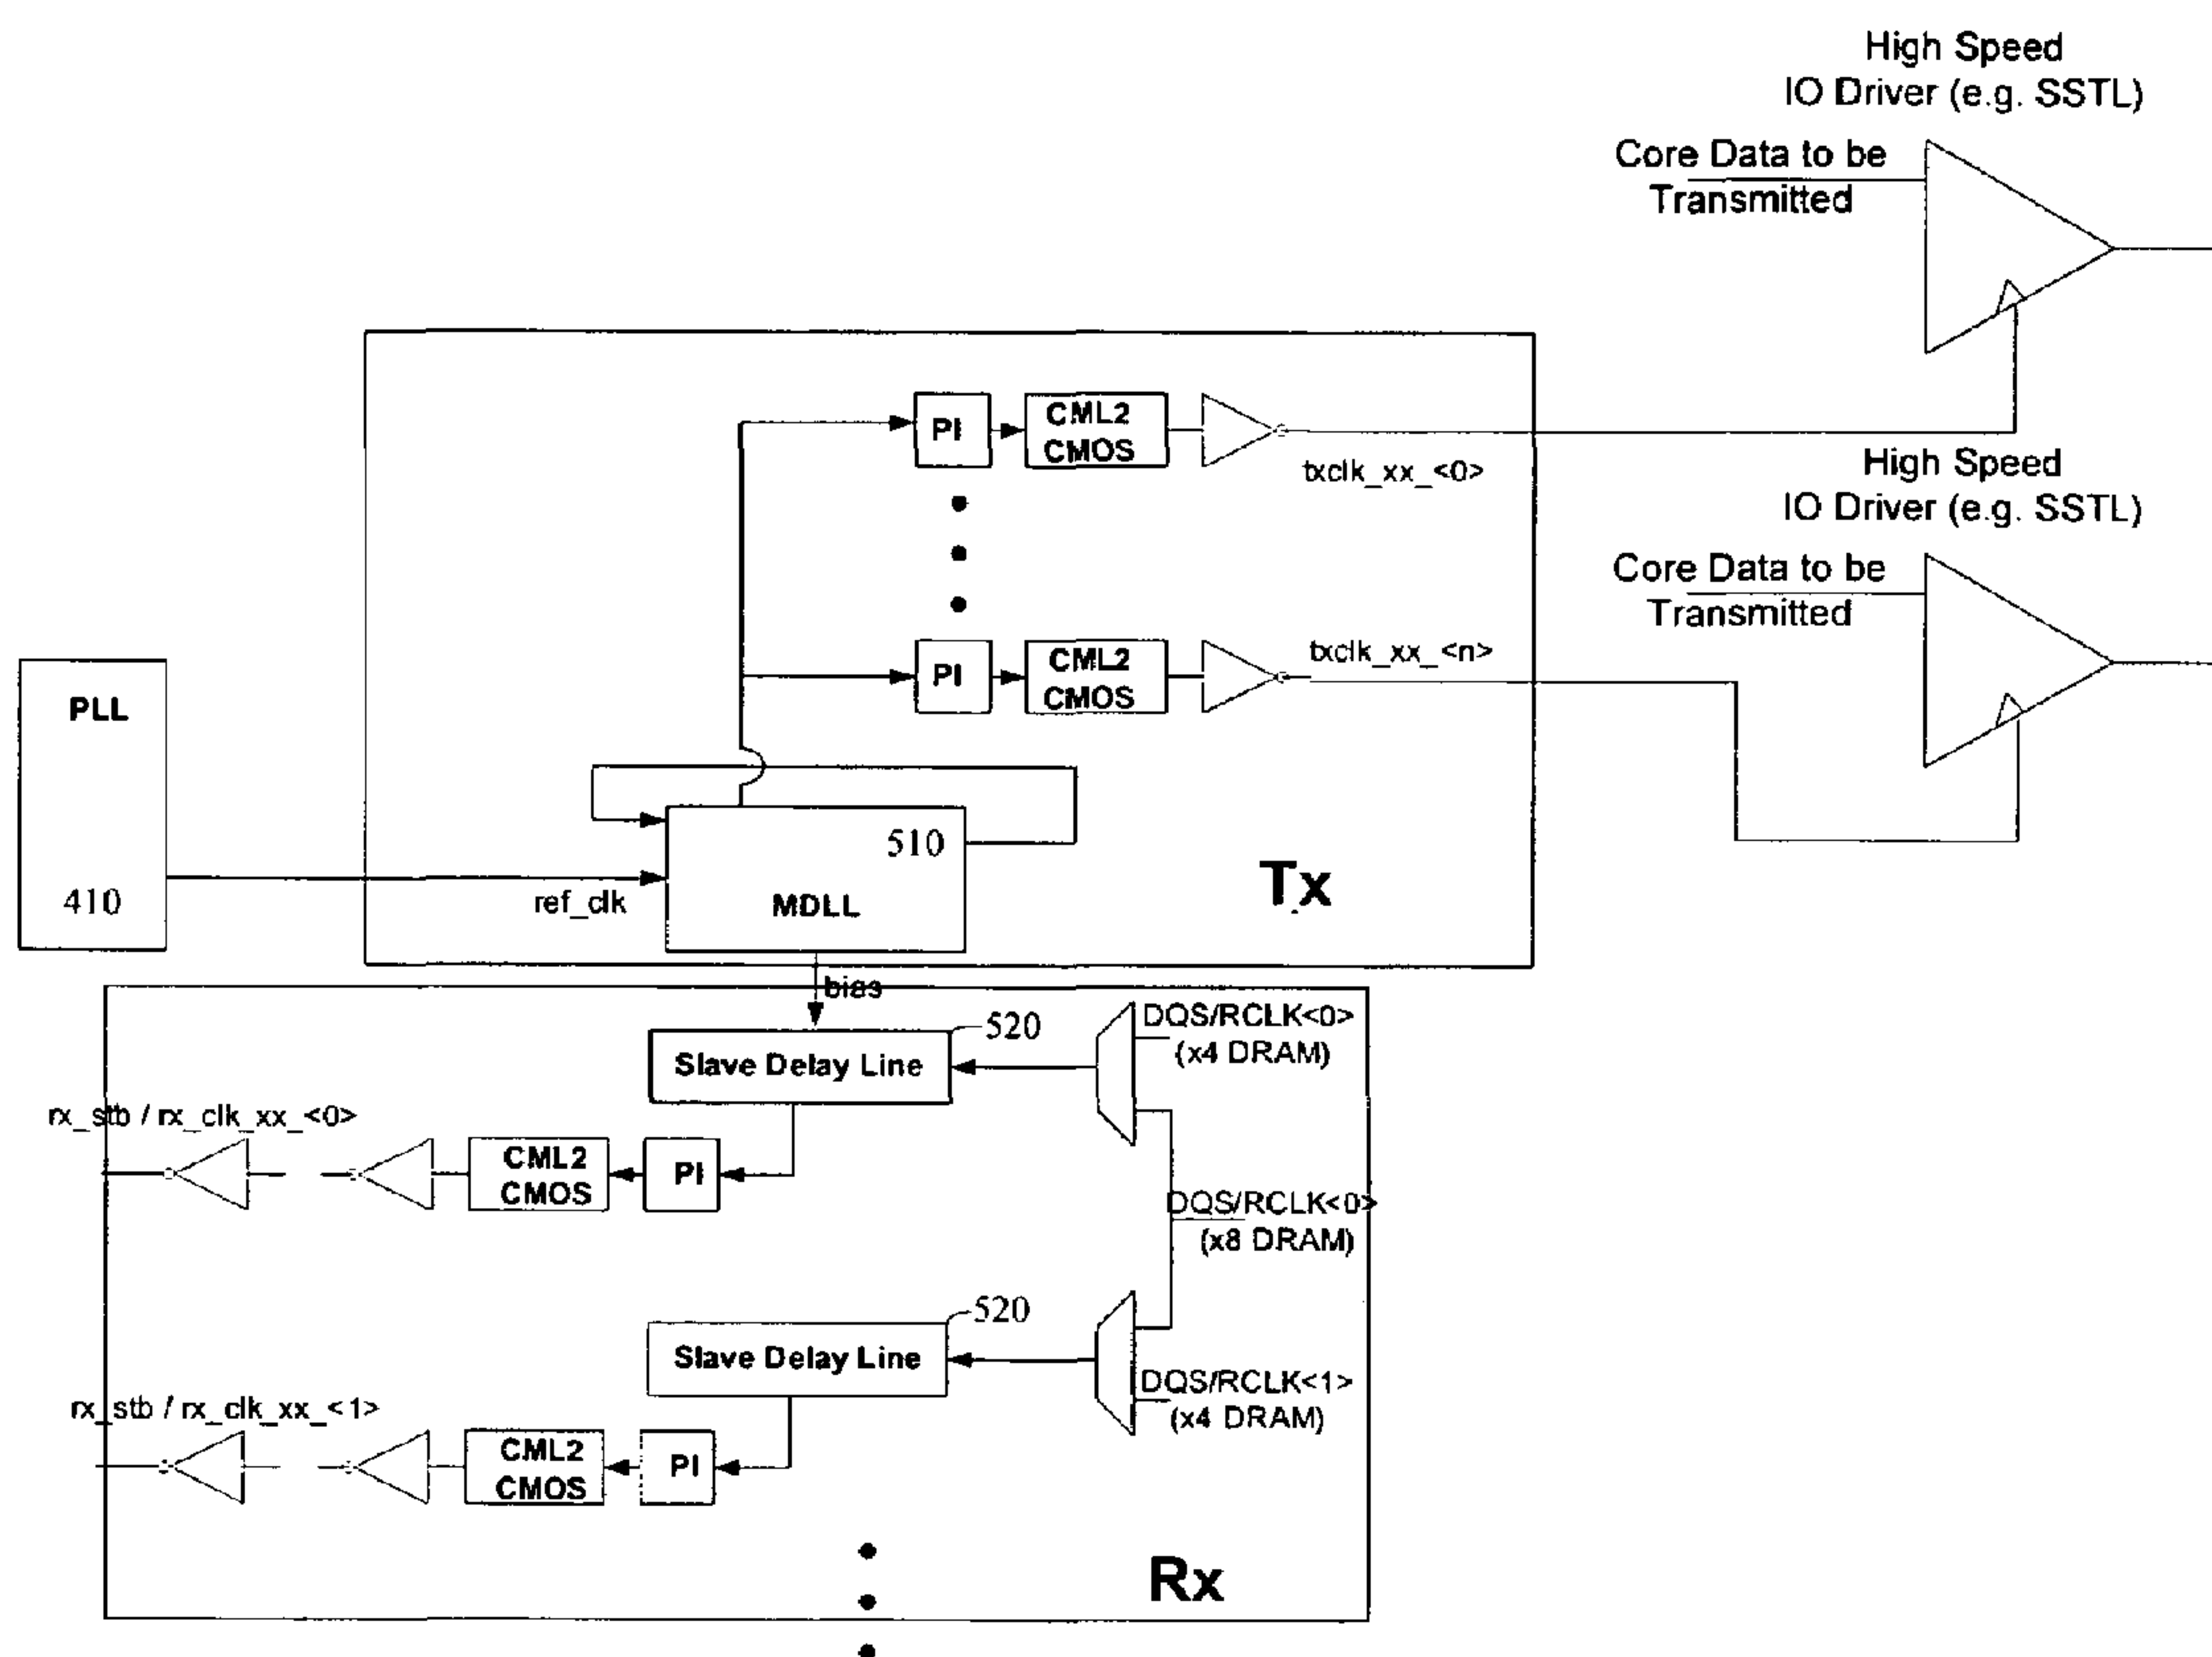 High Speed
IO Driver (e.g. SSTL)
Core Data to be
Transmitted
PI
CML2
CMOS
txclk_xx_<0>
High Speed
IO Driver (e.g. SSTL)
Core Data to be
Transmitted
PI
CML2
CMOS
txclk_xx_<n>
PLL
410
ref_clk
510
MDLL
Tx
bias
Slave Delay Line
520
DQS/RCLK<0>
(x4 DRAM)
rx_stb / rx_clk_xx_<0>
CML2
CMOS
PI
DQS/RCLK<0>
(x8 DRAM)
Slave Delay Line
520
DQS/RCLK<1>
(x4 DRAM)
rx_stb / rx_clk_xx_<1>
CML2
CMOS
PI
Rx